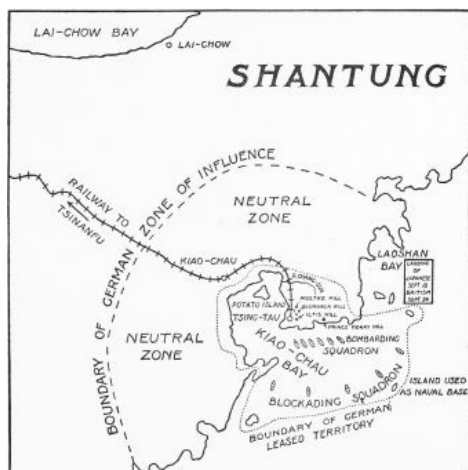 LAI-CHOW BAY
LAI-CHOW
SHANTUNG
RAILWAY TO
TSINANFU
KIAO-CHAU
BOUNDARY OF GERMAN ZONE OF INFLUENCE
NEUTRAL
ZONE
NEUTRAL
ZONE
LAOSHAN
BAY
LANDING
OF
JAPANESE
SEPT 18
BRITISH
SEPT 24
POTATO ISLAND
TSING-TAU
MOLTKE HILL
BISMARCK HILL
ILTIS HILL
PRINCE HENRY HILL
KIAO-CHAU
BAY
BOMBARDING
SQUADRON
BLOCKADING SQUADRON
ISLAND USED
AS NAVAL BASE
BOUNDARY OF GERMAN
LEASED TERRITORY